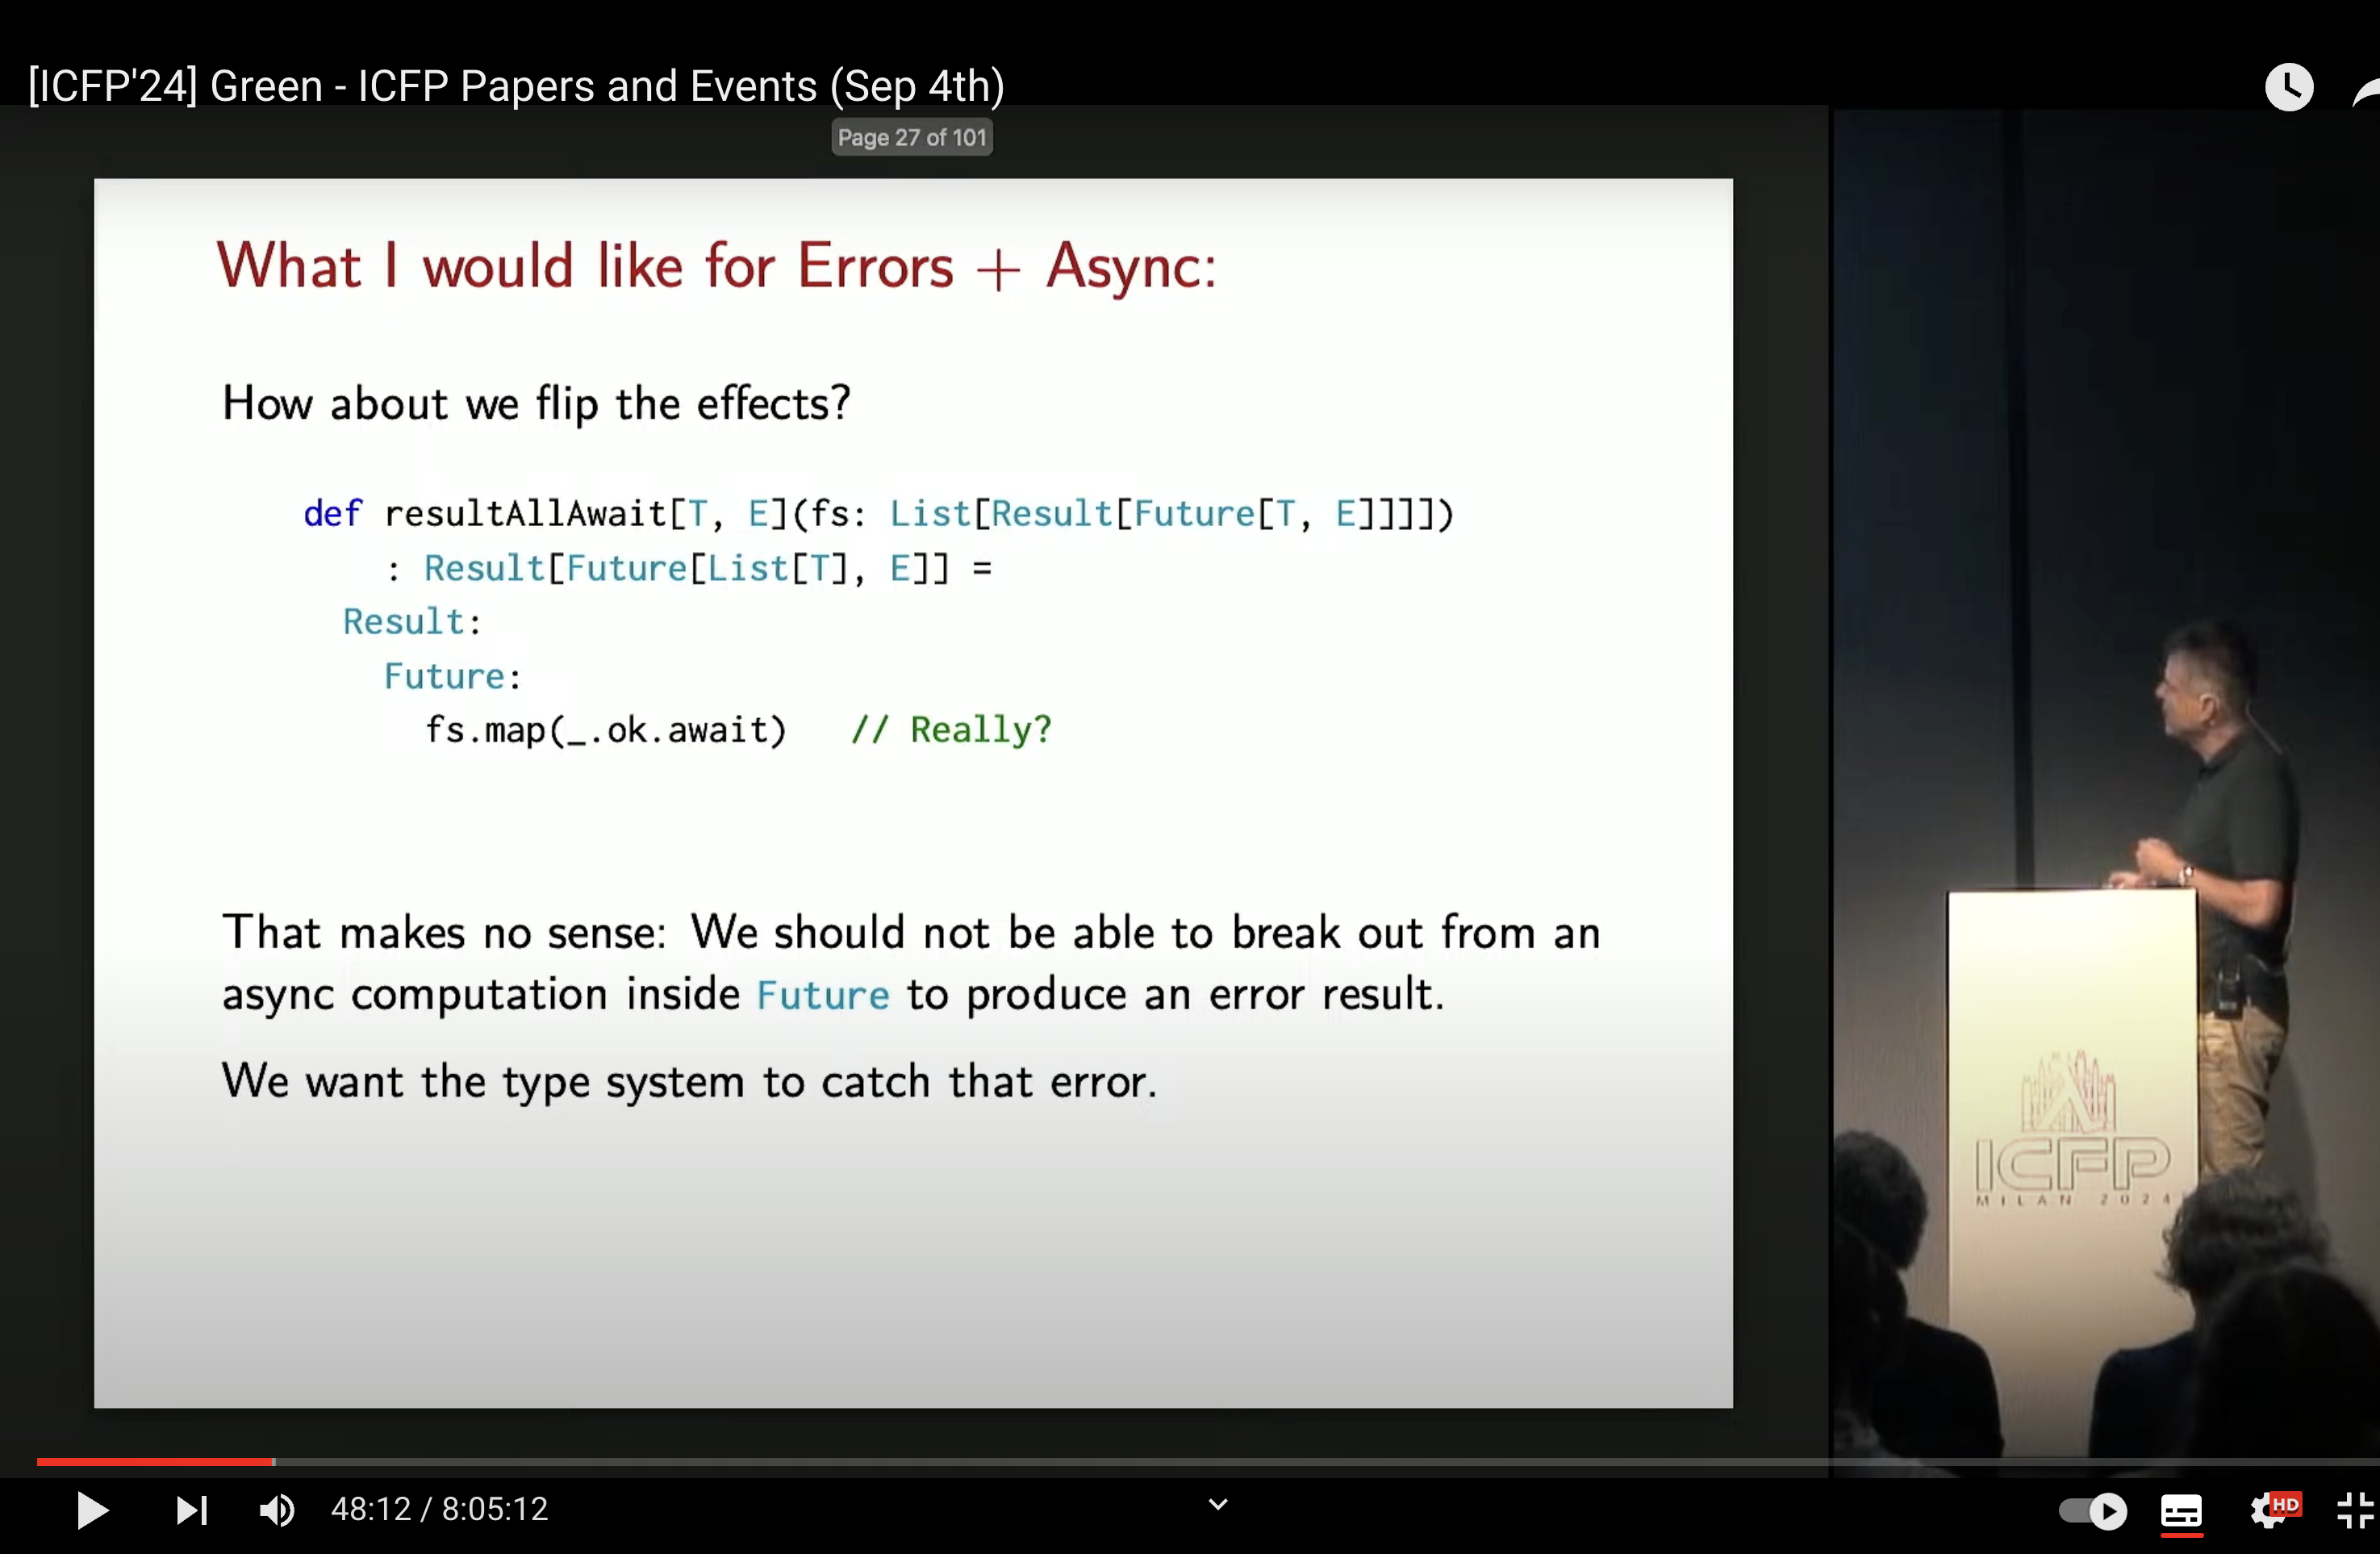 [ICFP'24] Green - ICFP Papers and Events (Sep 4th)
Page 27 of 101
What I would like for Errors + Async:
How about we flip the effects?
def resultAllAwait[T, E](fs: List[Result[Future[T, E]]]])
: Result[Future[List[T], E]] =
Result:
Future:
fs.map(_.ok.await) // Really?
That makes no sense: We should not be able to break out from an
async computation inside Future to produce an error result.
We want the type system to catch that error.
ICFP
MILAN 2024
48:12 / 8:05:12
HD